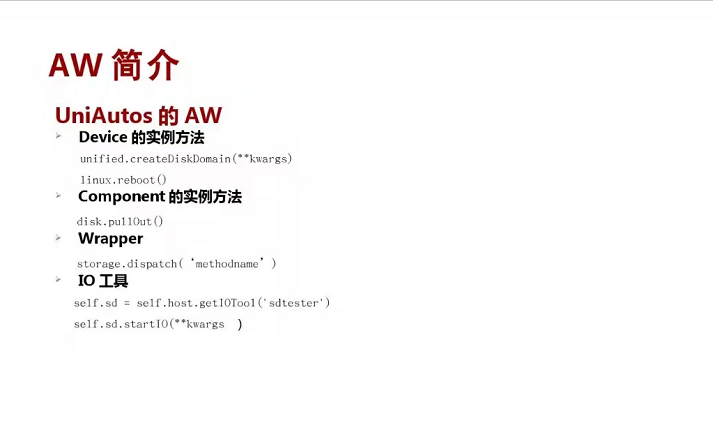 AW 简介
UniAutos 的 AW
➢ Device 的实例方法
unified.createDiskDomain(**kwargs)
linux.reboot()
➢ Component 的实例方法
disk.pullOut()
➢ Wrapper
storage.dispatch(‘methodname’)
➢ IO 工具
self.sd = self.host.getIOTool('sdtester')
self.sd.startIO(**kwargs )